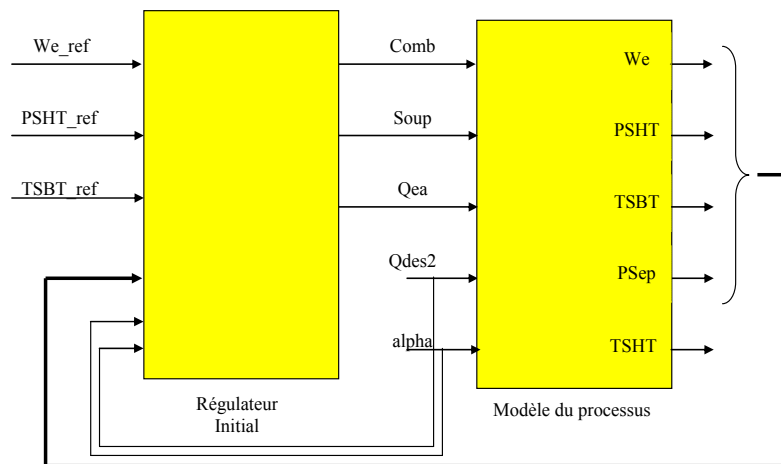 We_ref
Comb
We
PSHT_ref
Soup
PSHT
TSBT_ref
Qea
TSBT
Qdes2
PSep
alpha
TSHT
Régulateur
Initial
Modèle du processus